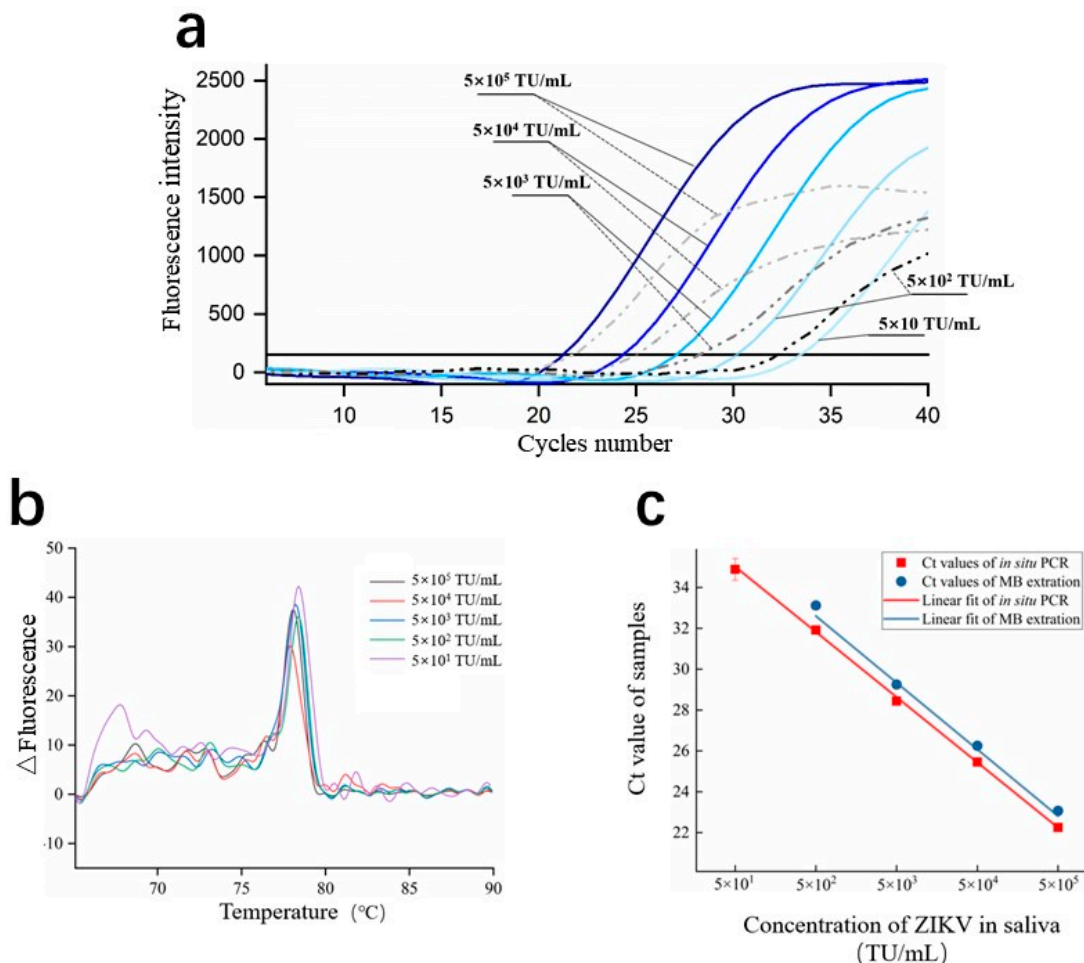 a
5×10⁵ TU/mL
5×10⁴ TU/mL
5×10³ TU/mL
5×10² TU/mL
5×10 TU/mL
2500
2000
1500
1000
500
0
Fluorescence intensity
10 15 20 25 30 35 40
Cycles number
b
50
40
30
20
10
0
-10
△Fluorescence
5×10⁵ TU/mL
5×10⁴ TU/mL
5×10³ TU/mL
5×10² TU/mL
5×10¹ TU/mL
70 75 80 85 90
Temperature (℃)
c
34
32
30
28
26
24
22
Ct value of samples
Ct values of in situ PCR
Ct values of MB extration
Linear fit of in situ PCR
Linear fit of MB extration
5×10¹ 5×10² 5×10³ 5×10⁴ 5×10⁵
Concentration of ZIKV in saliva
(TU/mL)